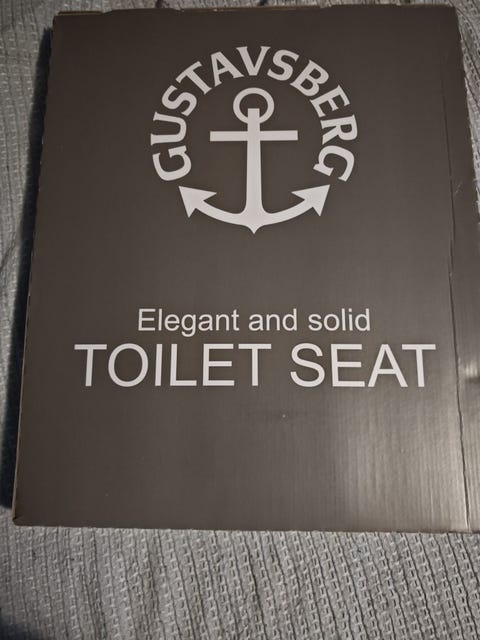 GUSTAVSBERG
Elegant and solid
TOILET SEAT